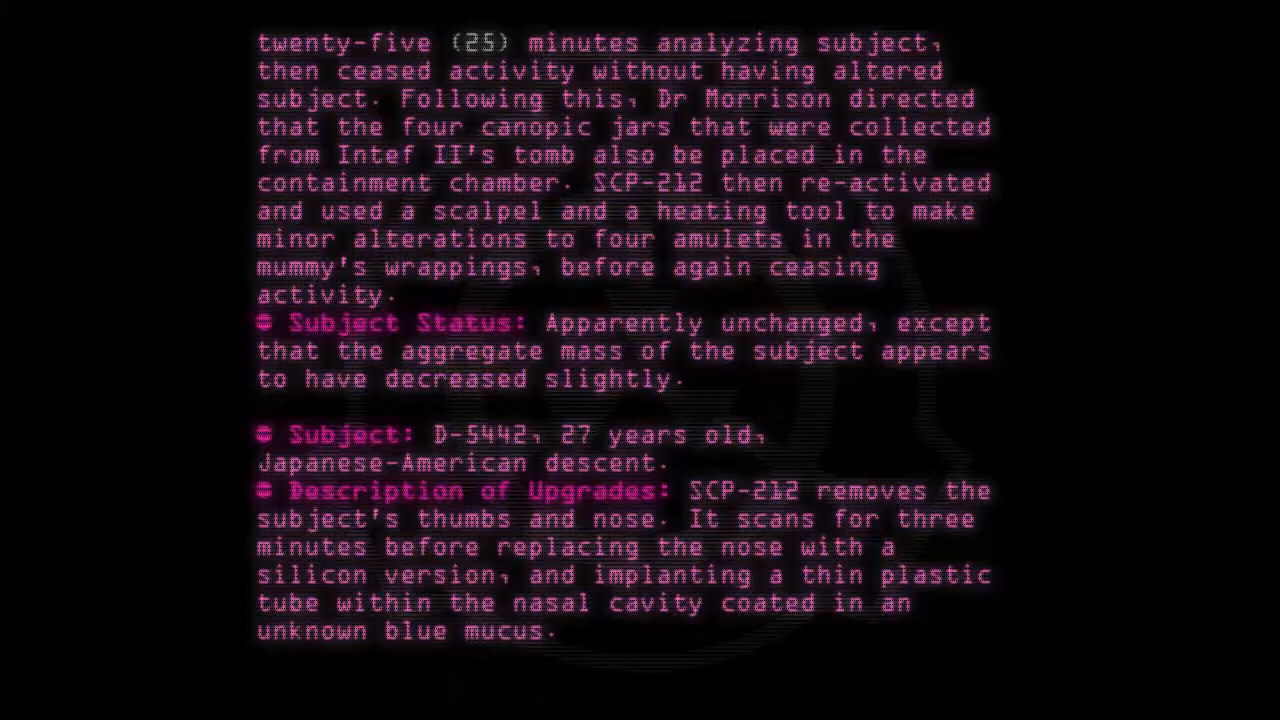 twenty-five (25) minutes analyzing subject,
then ceased activity without having altered
subject. Following this, Dr Morrison directed
that the four canopic jars that were collected
from Intef II's tomb also be placed in the
containment chamber. SCP-212 then re-activated
and used a scalpel and a heating tool to make
minor alterations to four amulets in the
mummy's wrappings, before again ceasing
activity.
Subject Status: Apparently unchanged, except
that the aggregate mass of the subject appears
to have decreased slightly.
Subject: D-5442, 27 years old,
Japanese-American descent.
Description of Upgrades: SCP-212 removes the
subject's thumbs and nose. It scans for three
minutes before replacing the nose with a
silicon version, and implanting a thin plastic
tube within the nasal cavity coated in an
unknown blue mucus.